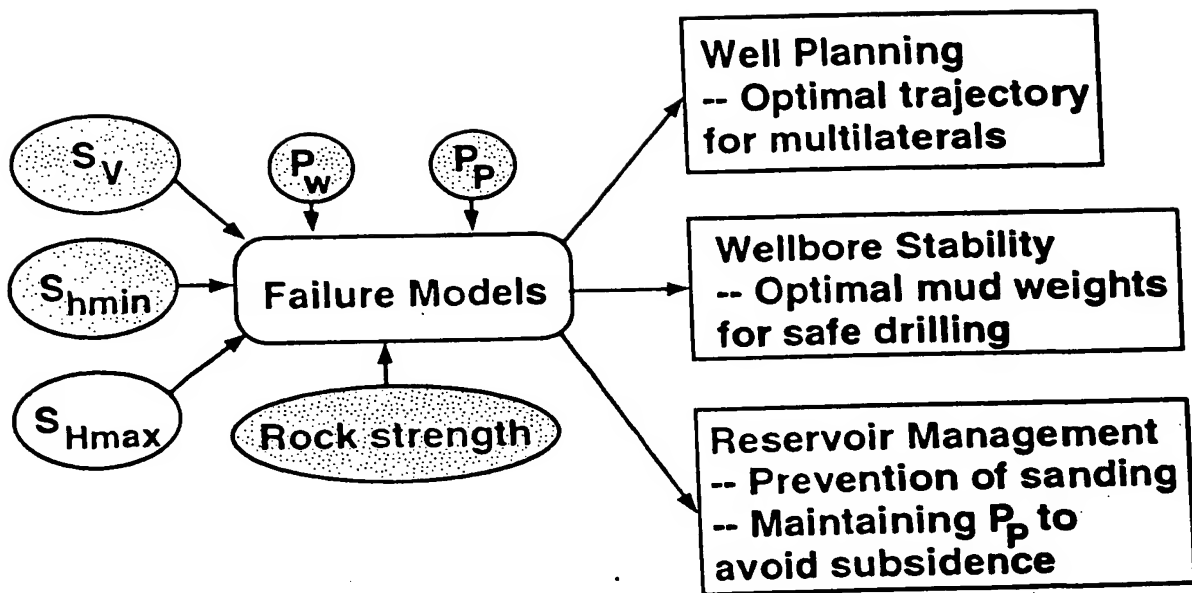 S_V
P_w
P_P
S_hmin
S_Hmax
Failure Models
Rock strength
Well Planning
-- Optimal trajectory
for multilaterals
Wellbore Stability
-- Optimal mud weights
for safe drilling
Reservoir Management
-- Prevention of sanding
-- Maintaining P_P to
avoid subsidence